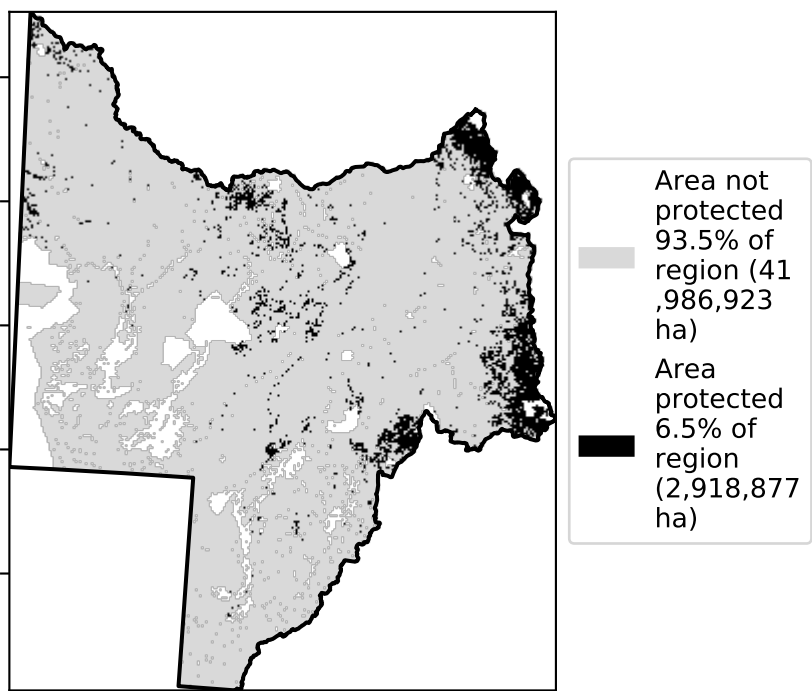 Area not
protected
93.5% of
region (41
,986,923
ha)
Area
protected
6.5% of
region
(2,918,877
ha)